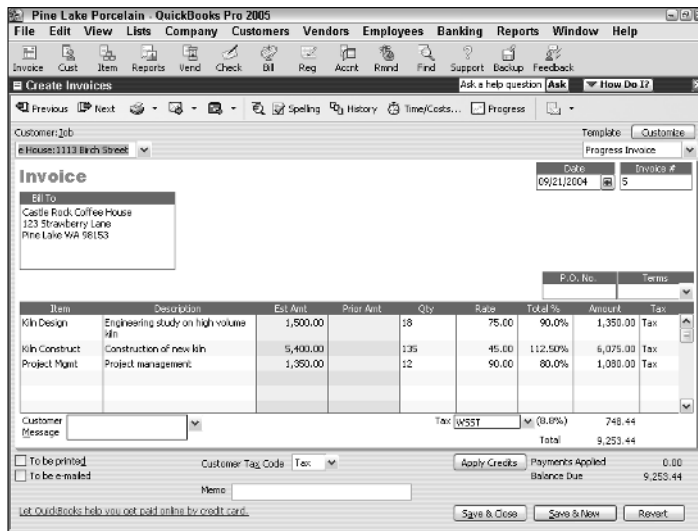 Pine Lake Porcelain - QuickBooks Pro 2005
File Edit View Lists Company Customers Vendors Employees Banking Reports Window Help
Invoice Cust Item Reports Vend Check Bill Reg Accnt Rmnd Find Support Backup Feedback
Create Invoices Ask a help question Ask How Do I?
Previous Next Spelling History Time/Costs... Progress
Customer:Job Template Customize
e House:1113 Birch Street Progress Invoice
Invoice Date Invoice #
09/21/2004 5
Bill To
Castle Rock Coffee House
123 Strawberry Lane
Pine Lake WA 98153
P.O. No. Terms
Item Description Est Amt Prior Amt Qty Rate Total % Amount Tax
Kiln Design Engineering study on high volume 1,500.00 18 75.00 90.0% 1,350.00 Tax
kiln
Kiln Construct Construction of new kiln 5,400.00 135 45.00 112.50% 6,075.00 Tax
Project Mgmt Project management 1,350.00 12 90.00 80.0% 1,080.00 Tax
Customer Tax WSST (8.8%) 748.44
Message
Total 9,253.44
To be printed Customer Tax Code Tax Apply Credits Payments Applied 0.00
To be e-mailed Balance Due 9,253.44
Memo
Let QuickBooks help you get paid online by credit card.
Save & Close Save & New Revert